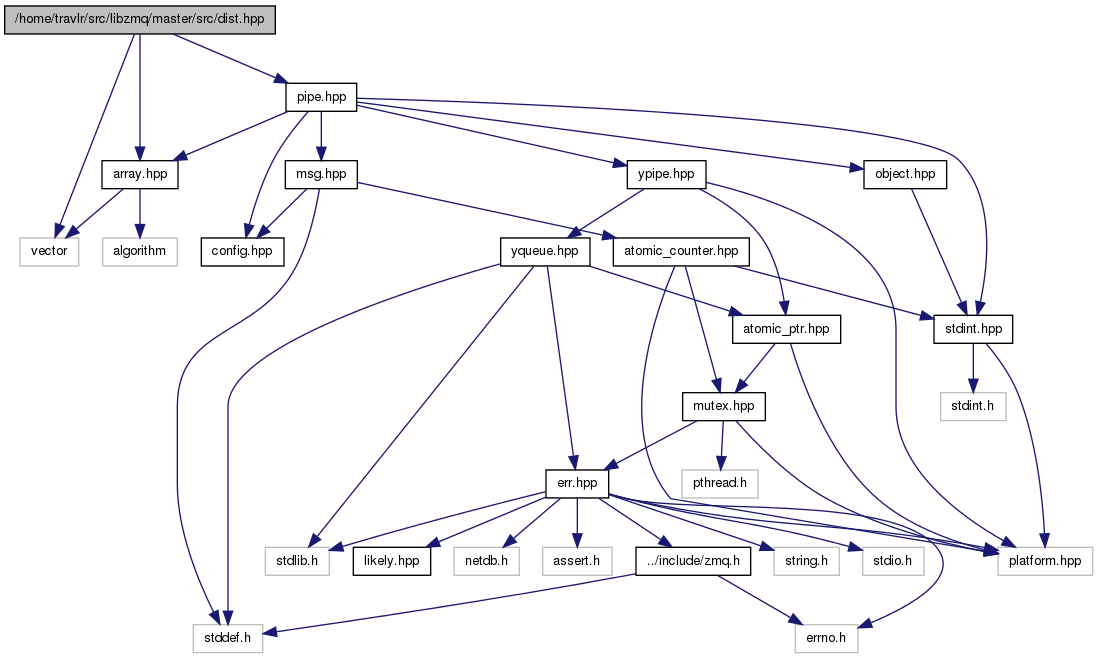 /home/travlr/src/libzmq/master/src/dist.hpp
pipe.hpp
array.hpp
msg.hpp
ypipe.hpp
object.hpp
vector
algorithm
config.hpp
yqueue.hpp
atomic_counter.hpp
atomic_ptr.hpp
stdint.hpp
mutex.hpp
stdint.h
err.hpp
pthread.h
stdlib.h
likely.hpp
netdb.h
assert.h
../include/zmq.h
string.h
stdio.h
platform.hpp
stddef.h
errno.h